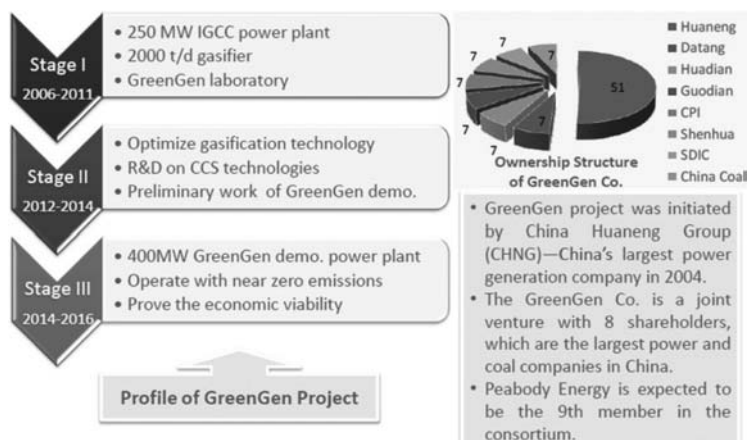 Stage I
2006-2011
• 250 MW IGCC power plant
• 2000 t/d gasifier
• GreenGen laboratory
Stage II
2012-2014
• Optimize gasification technology
• R&D on CCS technologies
• Preliminary work of GreenGen demo.
Stage III
2014-2016
• 400MW GreenGen demo. power plant
• Operate with near zero emissions
• Prove the economic viability
Profile of GreenGen Project
7
7
7
7
7
7
7
51
Huaneng
Datang
Huadian
Guodian
CPI
Shenhua
SDIC
China Coal
Ownership Structure
of GreenGen Co.
• GreenGen project was initiated
by China Huaneng Group
(CHNG)—China's largest power
generation company in 2004.
• The GreenGen Co. is a joint
venture with 8 shareholders,
which are the largest power and
coal companies in China.
• Peabody Energy is expected to
be the 9th member in the
consortium.